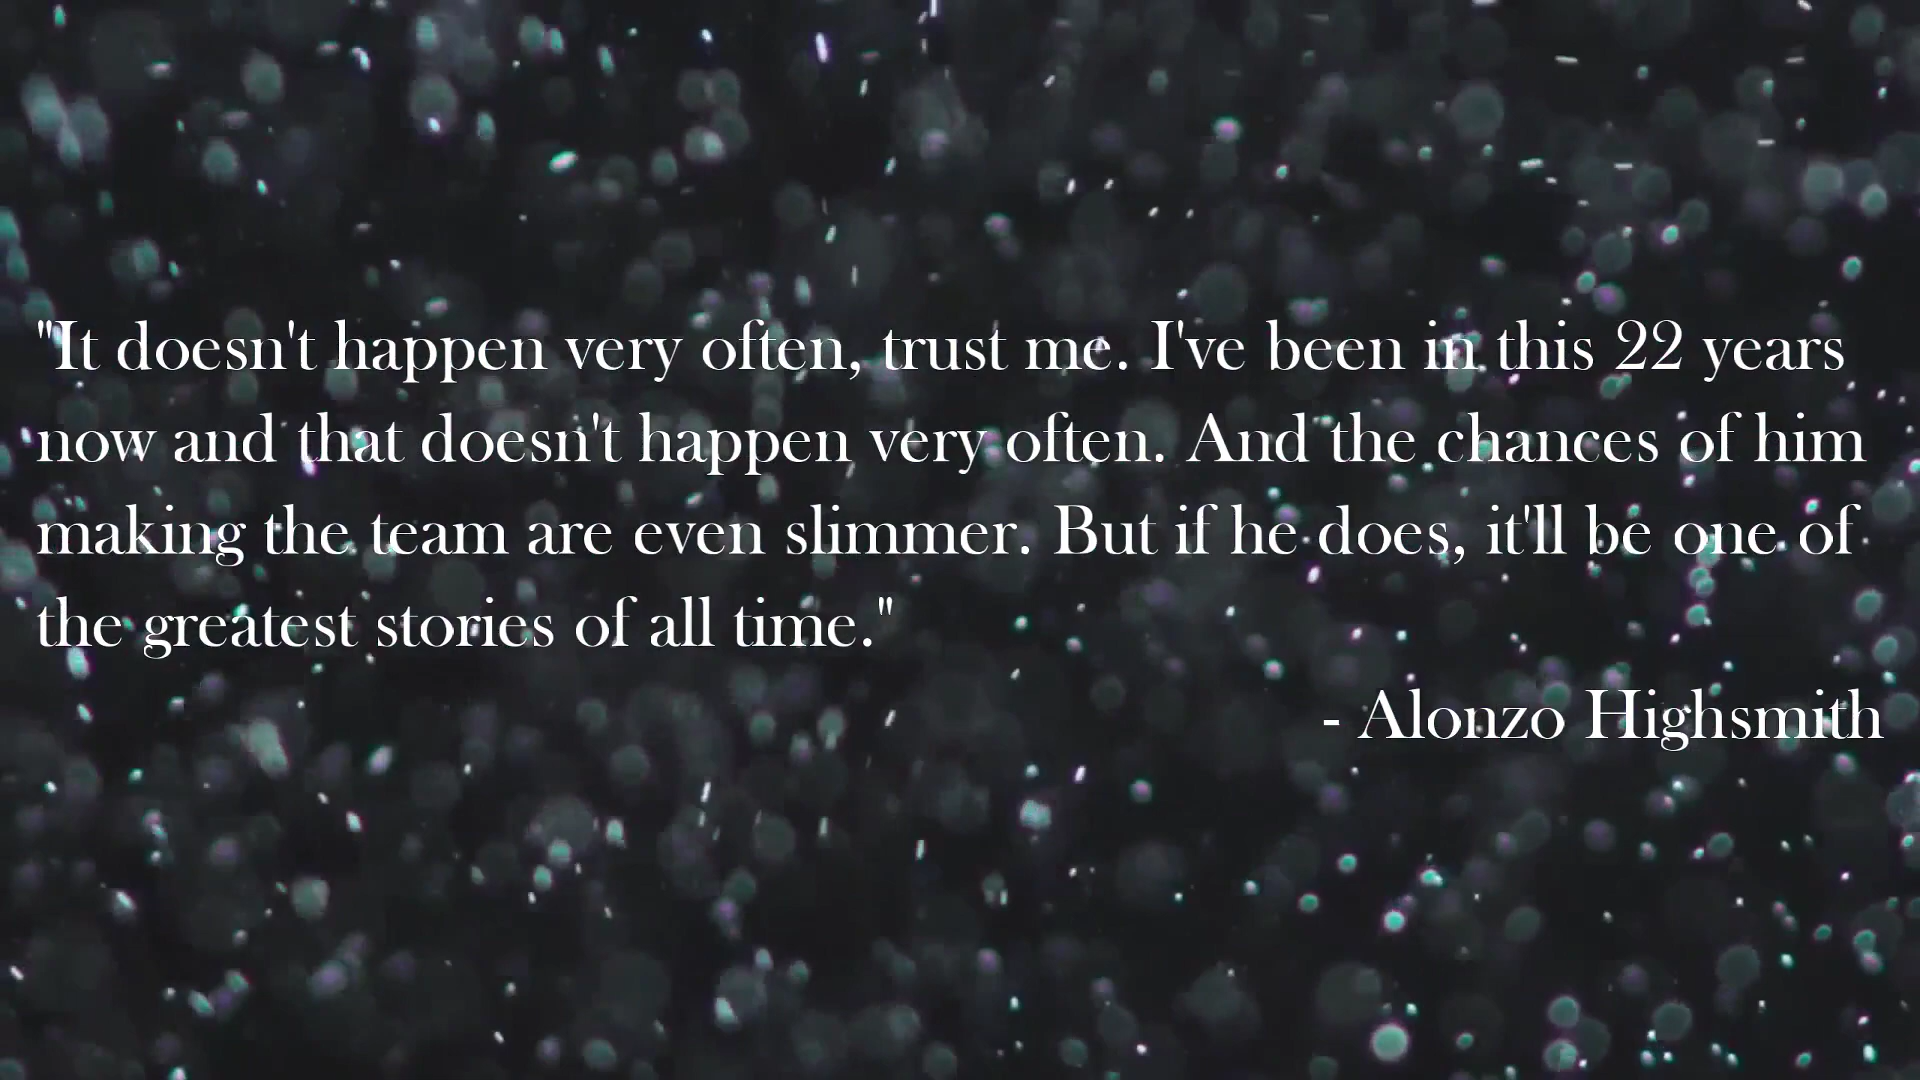 "It doesn't happen very often, trust me. I've been in this 22 years
now and that doesn't happen very often. And the chances of him
making the team are even slimmer. But if he does, it'll be one of
the greatest stories of all time."
- Alonzo Highsmith